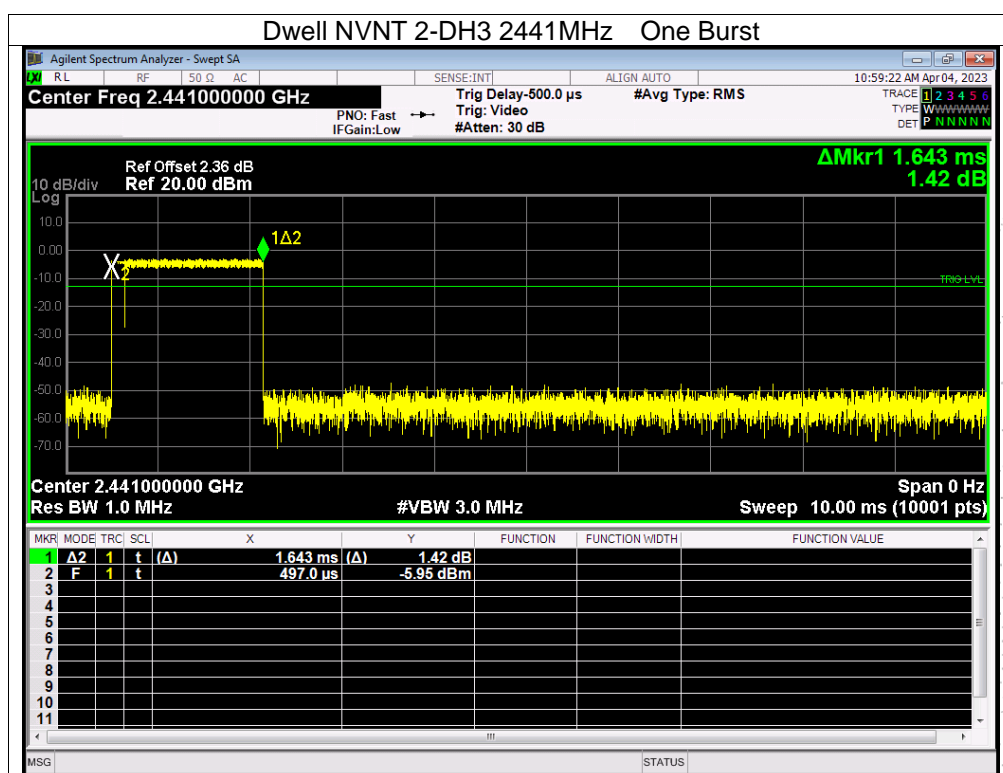 Dwell NVNT 2-DH3 2441MHz One Burst
Agilent Spectrum Analyzer - Swept SA
LXI RL RF 50 Ω AC SENSE:INT ALIGN AUTO 10:59:22 AM Apr 04, 2023
Center Freq 2.441000000 GHz Trig Delay-500.0 µs #Avg Type: RMS TRACE 1 2 3 4 5 6
PNO: Fast Trig: Video TYPE WWWWWW
IFGain:Low #Atten: 30 dB DET P N N N N N
ΔMkr1 1.643 ms
Ref Offset 2.36 dB
10 dB/div Ref 20.00 dBm 1.42 dB
Log
10.0
1Δ2
0.00
2
-10.0
TRIG LVL
-20.0
-30.0
-40.0
-50.0
-60.0
-70.0
Center 2.441000000 GHz Span 0 Hz
Res BW 1.0 MHz #VBW 3.0 MHz Sweep 10.00 ms (10001 pts)
MKR MODE TRC SCL X Y FUNCTION FUNCTION WIDTH FUNCTION VALUE
1 Δ2 1 t (Δ) 1.643 ms (Δ) 1.42 dB
2 F 1 t 497.0 µs -5.95 dBm
3
4
5
6
7
8
9
10
11
MSG STATUS